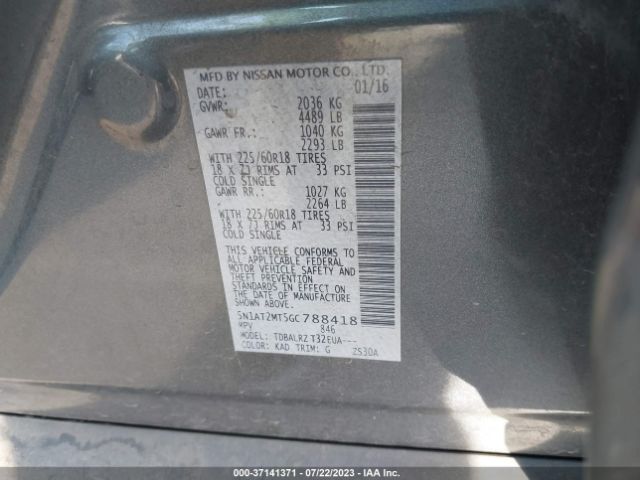 MFD BY NISSAN MOTOR CO., LTD.
DATE: 01/16
GVWR: 2036 KG
4489 LB
GAWR FR.: 1040 KG
2293 LB
WITH 225/60R18 TIRES
18 X 7J RIMS AT 33 PSI
COLD SINGLE
GAWR RR.: 1027 KG
2264 LB
WITH 225/60R18 TIRES
18 X 7J RIMS AT 33 PSI
COLD SINGLE
THIS VEHICLE CONFORMS TO
ALL APPLICABLE FEDERAL
MOTOR VEHICLE SAFETY AND
THEFT PREVENTION
STANDARDS IN EFFECT ON
THE DATE OF MANUFACTURE
SHOWN ABOVE.
5N1AT2MT5GC788418
MPV 846
MODEL: TDBALRZ T32EUA---
COLOR: KAD TRIM: G ZS30A
000-37141371 - 07/22/2023 - IAAI.COM